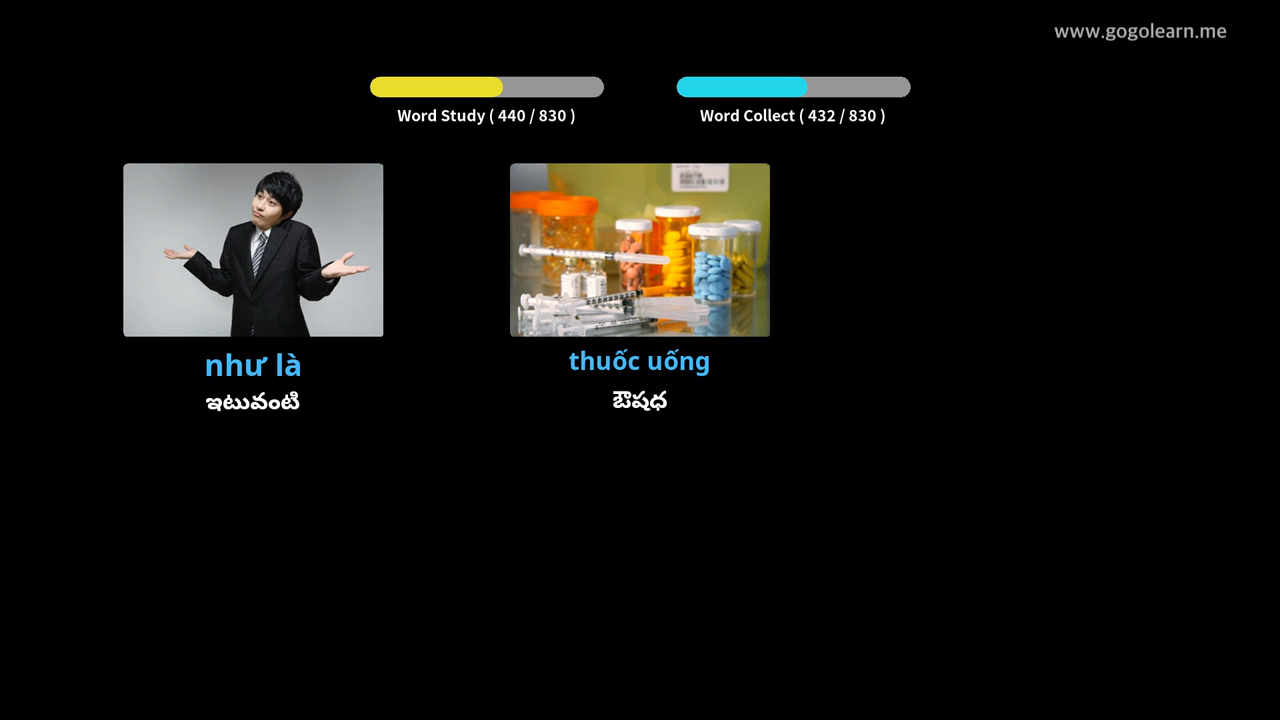 www.gogolearn.me
Word Study ( 440 / 830 )
Word Collect ( 432 / 830 )
như là
ఇటువంటి
thuốc uống
ఔషధ